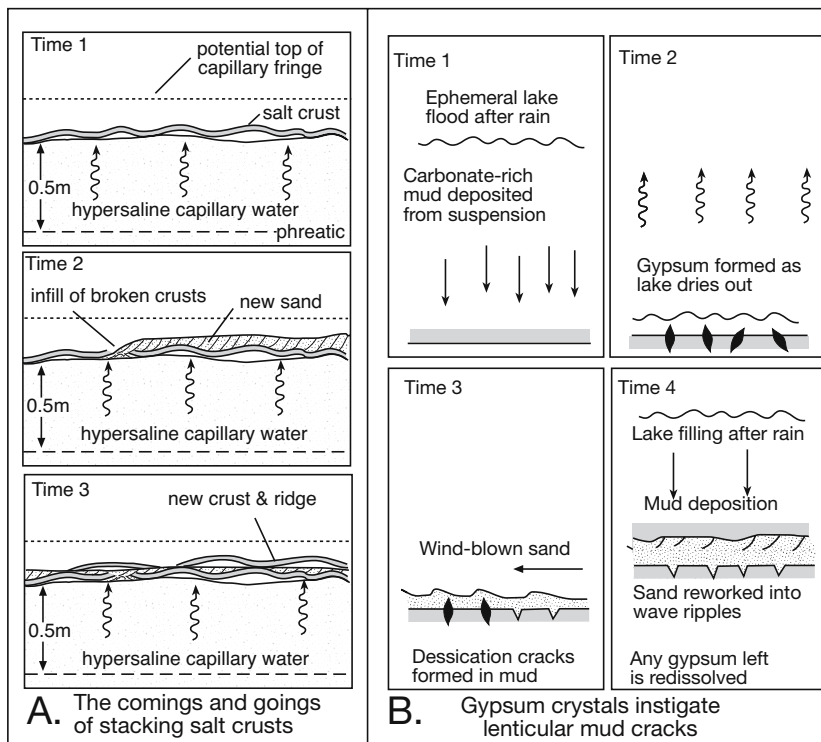 Time 1
potential top of
capillary fringe
salt crust
0.5m
hypersaline capillary water
phreatic
Time 2
infill of broken crusts
new sand
0.5m
hypersaline capillary water
Time 3
new crust & ridge
0.5m
hypersaline capillary water
A. The comings and goings
of stacking salt crusts
Time 1
Ephemeral lake
flood after rain
Carbonate-rich
mud deposited
from suspension
Time 2
Gypsum formed as
lake dries out
Time 3
Wind-blown sand
Dessication cracks
formed in mud
Time 4
Lake filling after rain
Mud deposition
Sand reworked into
wave ripples
Any gypsum left
is redissolved
B. Gypsum crystals instigate
lenticular mud cracks